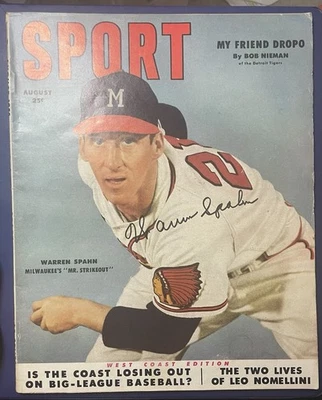 SPORT
MY FRIEND DROPO
By BOB NIEMAN
of the Detroit Tigers
AUGUST
25¢
M
21
Warren Spahn
WARREN SPAHN
MILWAUKEE'S "MR. STRIKEOUT"
WEST COAST EDITION
IS THE COAST LOSING OUT
ON BIG-LEAGUE BASEBALL?
THE TWO LIVES
OF LEO NOMELLINI